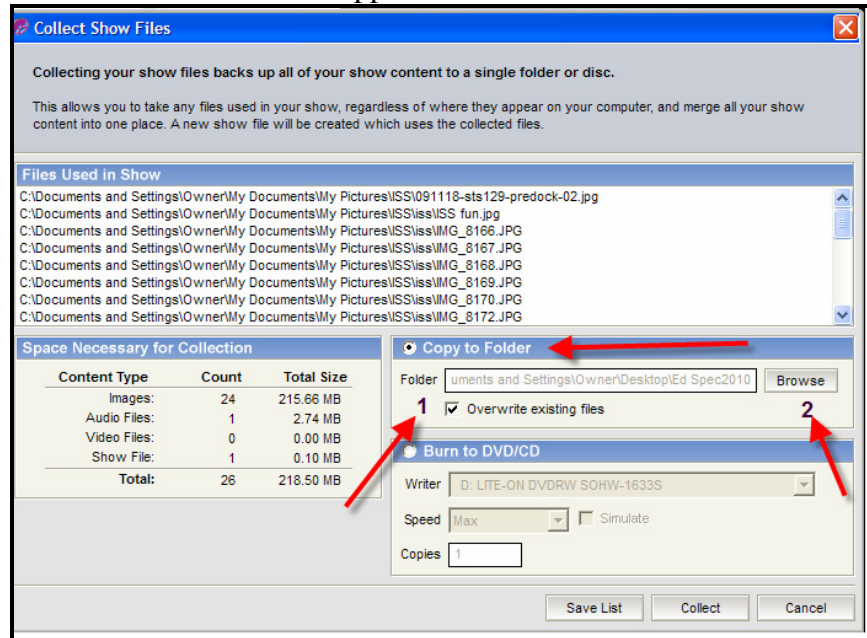 Collect Show Files
Collecting your show files backs up all of your show content to a single folder or disc.
This allows you to take any files used in your show, regardless of where they appear on your computer, and merge all your show
content into one place. A new show file will be created which uses the collected files.
Files Used in Show
C:\Documents and Settings\Owner\My Documents\My Pictures\ISS\091118-sts129-predock-02.jpg
C:\Documents and Settings\Owner\My Documents\My Pictures\ISS\iss\ISS fun.jpg
C:\Documents and Settings\Owner\My Documents\My Pictures\ISS\iss\IMG_8166.JPG
C:\Documents and Settings\Owner\My Documents\My Pictures\ISS\iss\IMG_8167.JPG
C:\Documents and Settings\Owner\My Documents\My Pictures\ISS\iss\IMG_8168.JPG
C:\Documents and Settings\Owner\My Documents\My Pictures\ISS\iss\IMG_8169.JPG
C:\Documents and Settings\Owner\My Documents\My Pictures\ISS\iss\IMG_8170.JPG
C:\Documents and Settings\Owner\My Documents\My Pictures\ISS\iss\IMG_8172.JPG
Space Necessary for Collection
Content Type Count Total Size
Images: 24 215.66 MB
Audio Files: 1 2.74 MB
Video Files: 0 0.00 MB
Show File: 1 0.10 MB
Total: 26 218.50 MB
Copy to Folder
Folder uments and Settings\Owner\Desktop\Ed Spec2010 Browse
1 Overwrite existing files 2
Burn to DVD/CD
Writer D: LITE-ON DVDRW SOHW-1633S
Speed Max Simulate
Copies 1
Save List Collect Cancel